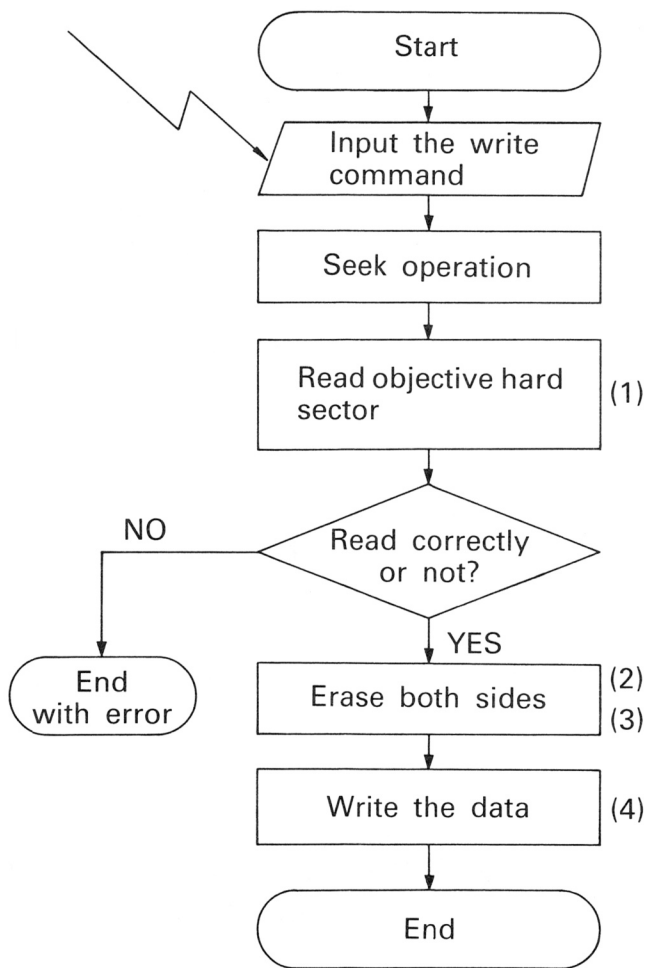 Start
Input the write
command
Seek operation
Read objective hard
sector
(1)
Read correctly
or not?
NO
YES
End
with error
Erase both sides
(2)
(3)
Write the data
(4)
End